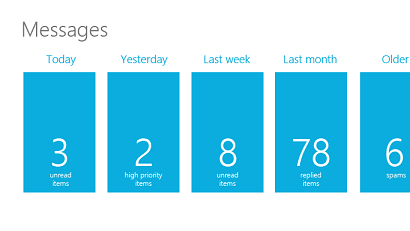 Messages
Today
Yesterday
Last week
Last month
Older
3
unread
items
2
high priority
items
8
unread
items
78
replied
items
6
spams